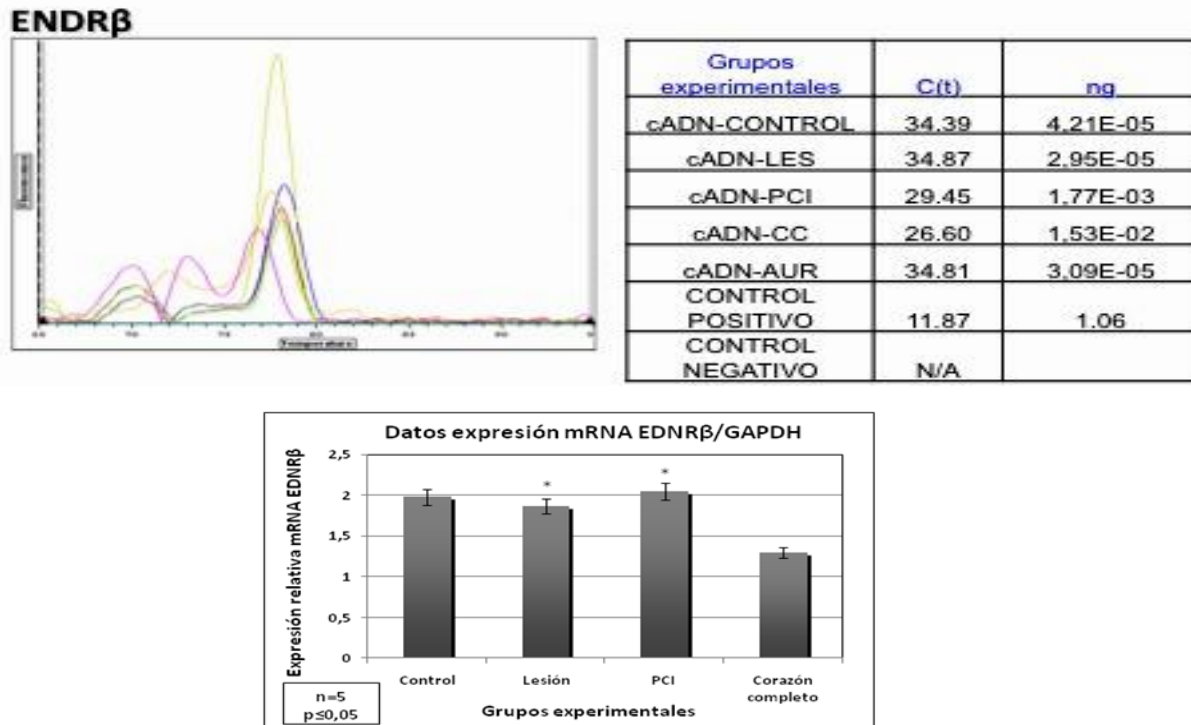 ENDRβ
Temperature
Grupos
experimentales
C(t)
ng
cADN-CONTROL
34.39
4,21E-05
cADN-LES
34.87
2,95E-05
cADN-PCI
29.45
1,77E-03
cADN-CC
26.60
1,53E-02
cADN-AUR
34.81
3,09E-05
CONTROL
POSITIVO
11.87
1.06
CONTROL
NEGATIVO
N/A
Datos expresión mRNA EDNRβ/GAPDH
Expresión relativa mRNA EDNRβ
2,5
2
1,5
1
0,5
0
*
*
Control
Lesión
PCI
Corazón
completo
n=5
p≤0,05
Grupos experimentales